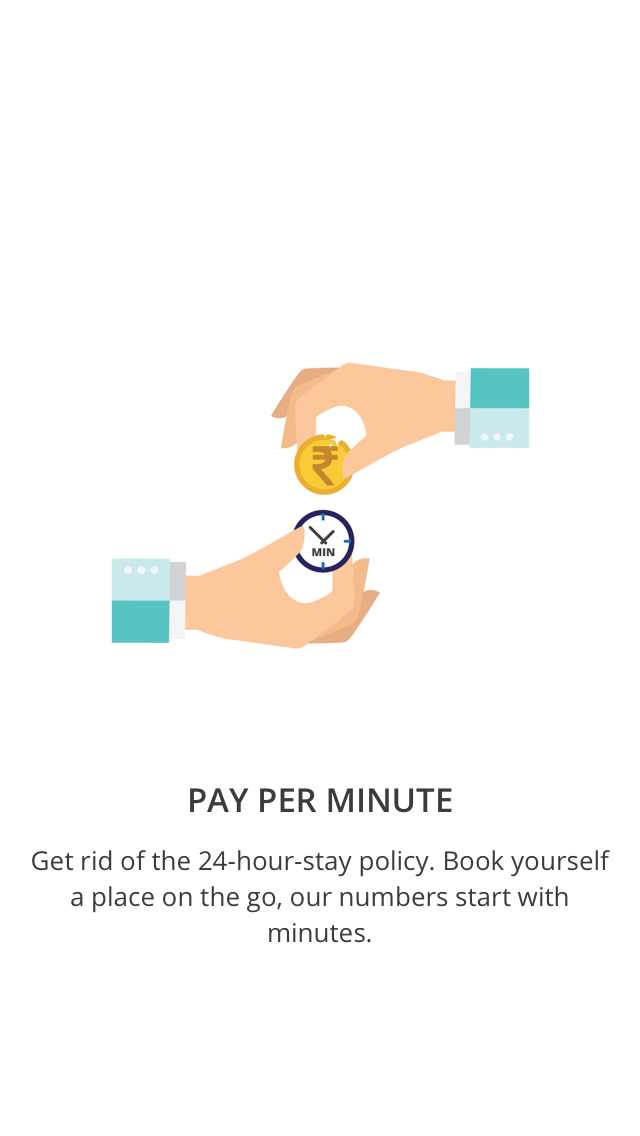 ₹
MIN
PAY PER MINUTE
Get rid of the 24-hour-stay policy. Book yourself
a place on the go, our numbers start with
minutes.